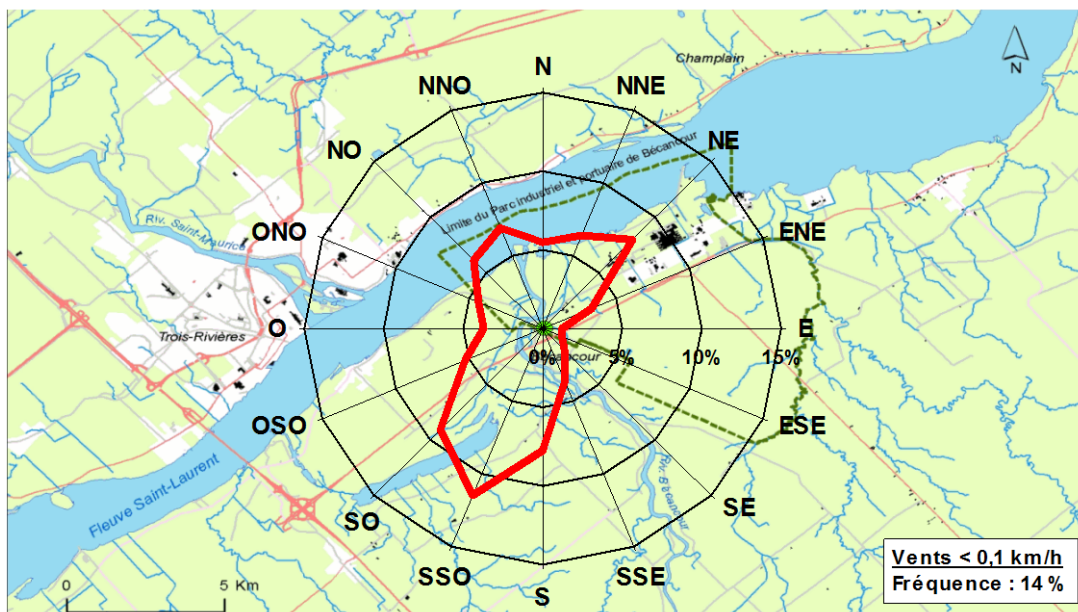 N
NNO
NNE
Champlain
N
NO
NE
Limite du Parc industriel et portuaire de Bécancour
Riv. Saint-Maurice
ONO
ENE
O
E
Trois-Rivières
0%
5%
10%
15%
Bécancour
OSO
ESE
Fleuve Saint-Laurent
Riv. Bécancour
SO
SE
SSO
SSE
S
0
5 Km
Vents < 0,1 km/h
Fréquence : 14 %